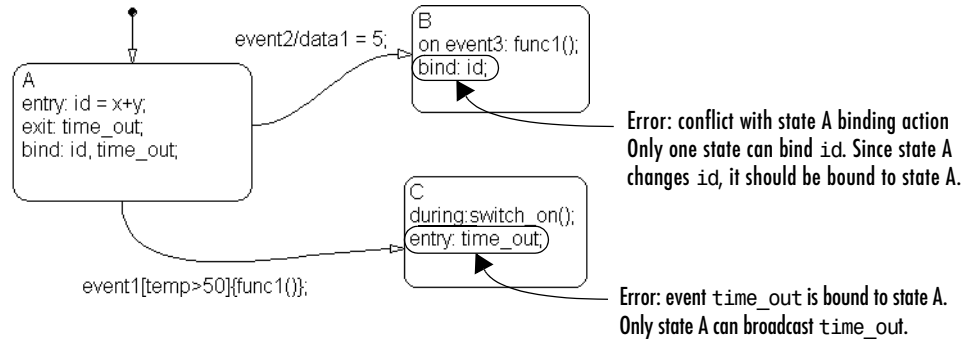 event2/data1 = 5;
A
entry: id = x+y;
exit: time_out;
bind: id, time_out;
B
on event3: func1();
bind: id;
Error: conflict with state A binding action
Only one state can bind id. Since state A
changes id, it should be bound to state A.
C
during:switch_on();
entry: time_out;
event1[temp>50]{func1()};
Error: event time_out is bound to state A.
Only state A can broadcast time_out.